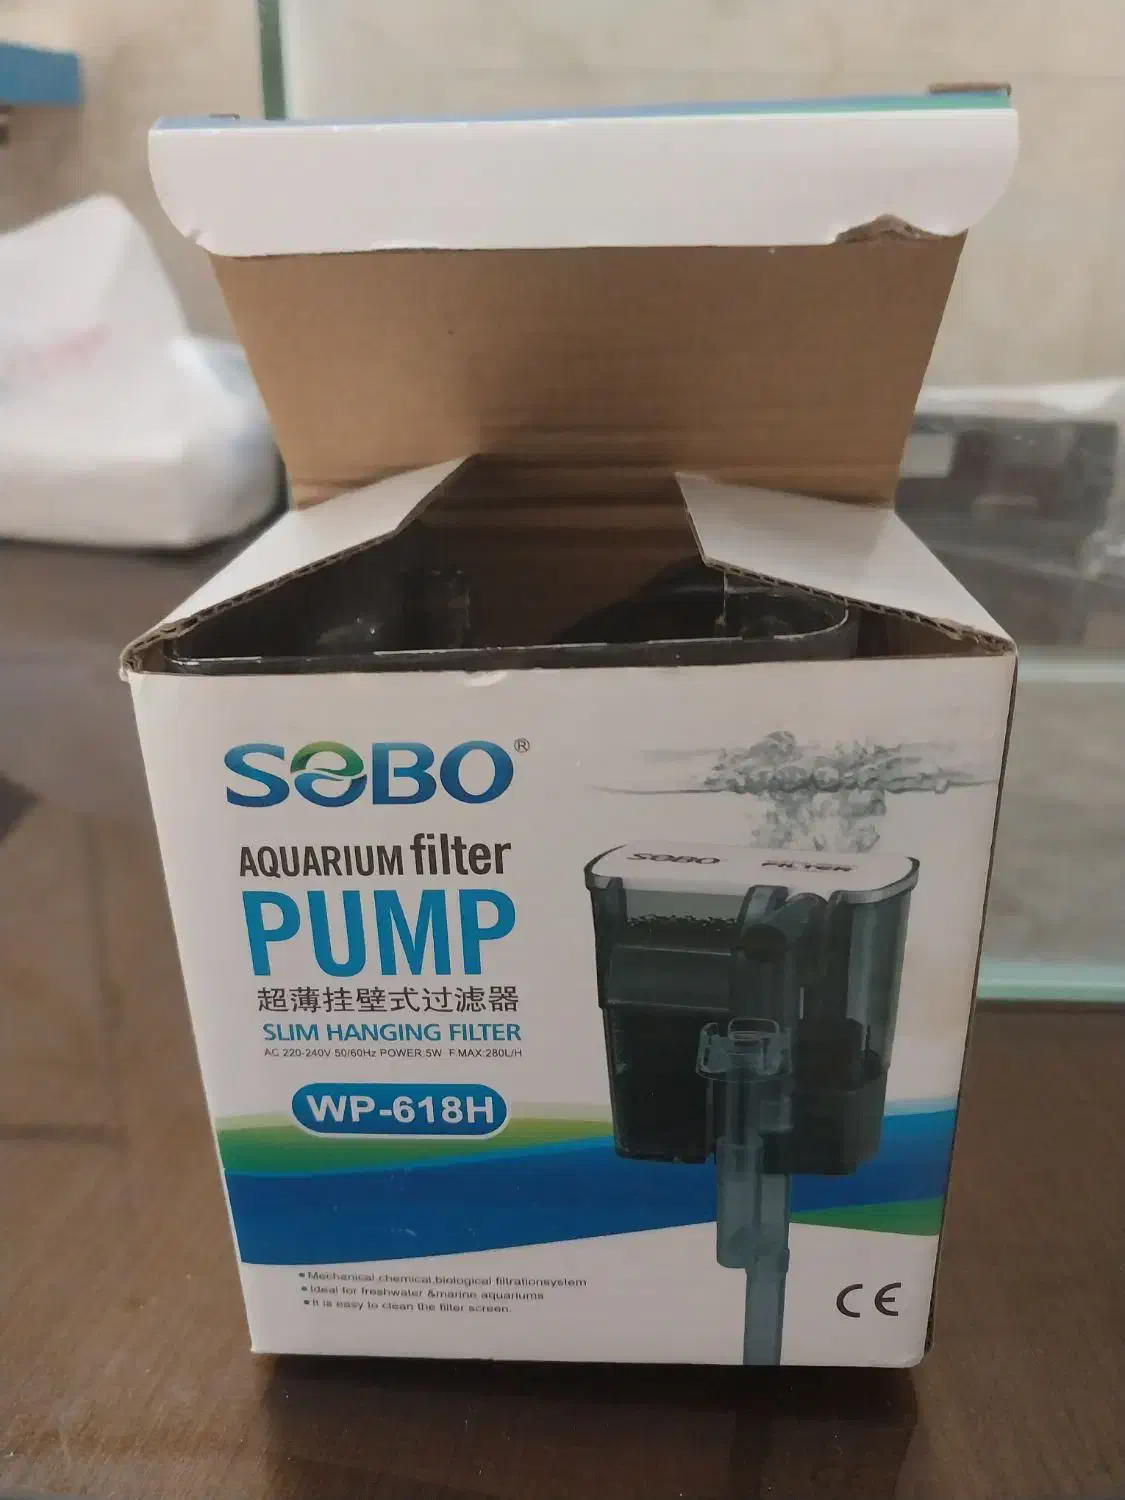 SOBO®
AQUARIUM filter
PUMP
超薄挂壁式过滤器
SLIM HANGING FILTER
AC 220-240V 50/60Hz POWER:5W F.MAX:280L/H
WP-618H
SOBO FILTER
• Mechanical,chemical,biological filtrationsystem
• Ideal for freshwater &marine aquariums
• It is easy to clean the filter screen.
CE